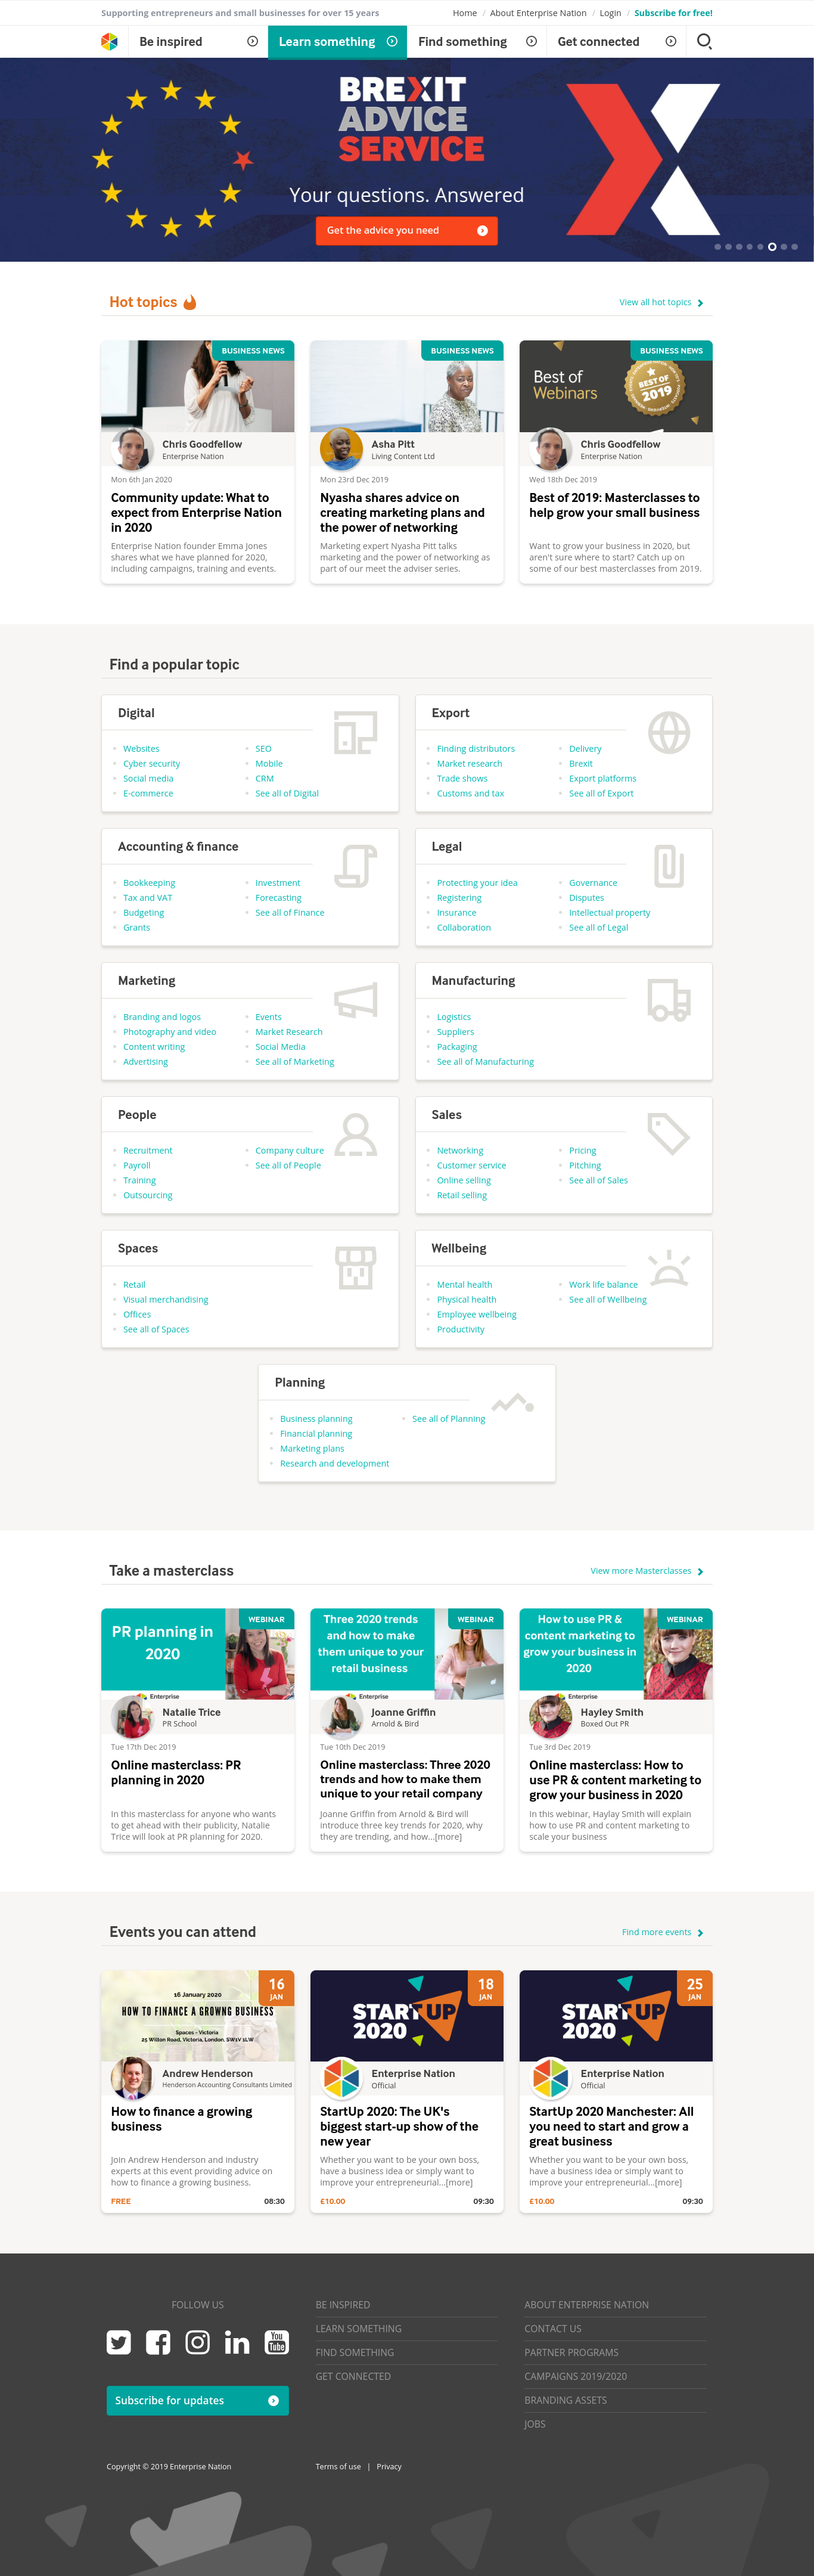 Supporting entrepreneurs and small businesses for over 15 years
Home / About Enterprise Nation / Login / Subscribe for free!
Be inspired
Learn something
Find something
Get connected
BREXIT
ADVICE
SERVICE
Your questions. Answered
Get the advice you need
Hot topics
View all hot topics
BUSINESS NEWS
Chris Goodfellow
Enterprise Nation
Mon 6th Jan 2020
Community update: What to
expect from Enterprise Nation
in 2020
Enterprise Nation founder Emma Jones
shares what we have planned for 2020,
including campaigns, training and events.
BUSINESS NEWS
Asha Pitt
Living Content Ltd
Mon 23rd Dec 2019
Nyasha shares advice on
creating marketing plans and
the power of networking
Marketing expert Nyasha Pitt talks
marketing and the power of networking as
part of our meet the adviser series.
BUSINESS NEWS
Best of
Webinars
BEST OF
2019
Chris Goodfellow
Enterprise Nation
Wed 18th Dec 2019
Best of 2019: Masterclasses to
help grow your small business
Want to grow your business in 2020, but
aren't sure where to start? Catch up on
some of our best masterclasses from 2019.
Find a popular topic
Digital
Websites
Cyber security
Social media
E-commerce
SEO
Mobile
CRM
See all of Digital
Export
Finding distributors
Market research
Trade shows
Customs and tax
Delivery
Brexit
Export platforms
See all of Export
Accounting & finance
Bookkeeping
Tax and VAT
Budgeting
Grants
Investment
Forecasting
See all of Finance
Legal
Protecting your idea
Registering
Insurance
Collaboration
Governance
Disputes
Intellectual property
See all of Legal
Marketing
Branding and logos
Photography and video
Content writing
Advertising
Events
Market Research
Social Media
See all of Marketing
Manufacturing
Logistics
Suppliers
Packaging
See all of Manufacturing
People
Recruitment
Payroll
Training
Outsourcing
Company culture
See all of People
Sales
Networking
Customer service
Online selling
Retail selling
Pricing
Pitching
See all of Sales
Spaces
Retail
Visual merchandising
Offices
See all of Spaces
Wellbeing
Mental health
Physical health
Employee wellbeing
Productivity
Work life balance
See all of Wellbeing
Planning
Business planning
Financial planning
Marketing plans
Research and development
See all of Planning
Take a masterclass
View more Masterclasses
PR planning in
2020
WEBINAR
Enterprise
Natalie Trice
PR School
Tue 17th Dec 2019
Online masterclass: PR
planning in 2020
In this masterclass for anyone who wants
to get ahead with their publicity, Natalie
Trice will look at PR planning for 2020.
Three 2020 trends
and how to make
them unique to your
retail business
WEBINAR
Enterprise
Joanne Griffin
Arnold & Bird
Tue 10th Dec 2019
Online masterclass: Three 2020
trends and how to make them
unique to your retail company
Joanne Griffin from Arnold & Bird will
introduce three key trends for 2020, why
they are trending, and how...[more]
How to use PR &
content marketing to
grow your business in
2020
WEBINAR
Enterprise
Hayley Smith
Boxed Out PR
Tue 3rd Dec 2019
Online masterclass: How to
use PR & content marketing to
grow your business in 2020
In this webinar, Haylay Smith will explain
how to use PR and content marketing to
scale your business
Events you can attend
Find more events
16
JAN
16 January 2020
HOW TO FINANCE A GROWNG BUSINESS
Spaces - Victoria
25 Wilton Road, Victoria, London. SW1V 1LW
Andrew Henderson
Henderson Accounting Consultants Limited
How to finance a growing
business
Join Andrew Henderson and industry
experts at this event providing advice on
how to finance a growing business.
FREE
08:30
18
JAN
STARTUP
2020
Enterprise Nation
Official
StartUp 2020: The UK's
biggest start-up show of the
new year
Whether you want to be your own boss,
have a business idea or simply want to
improve your entrepreneurial...[more]
£10.00
09:30
25
JAN
STARTUP
2020
Enterprise Nation
Official
StartUp 2020 Manchester: All
you need to start and grow a
great business
Whether you want to be your own boss,
have a business idea or simply want to
improve your entrepreneurial...[more]
£10.00
09:30
FOLLOW US
in
You
Tube
Subscribe for updates
BE INSPIRED
LEARN SOMETHING
FIND SOMETHING
GET CONNECTED
ABOUT ENTERPRISE NATION
CONTACT US
PARTNER PROGRAMS
CAMPAIGNS 2019/2020
BRANDING ASSETS
JOBS
Copyright © 2019 Enterprise Nation
Terms of use | Privacy